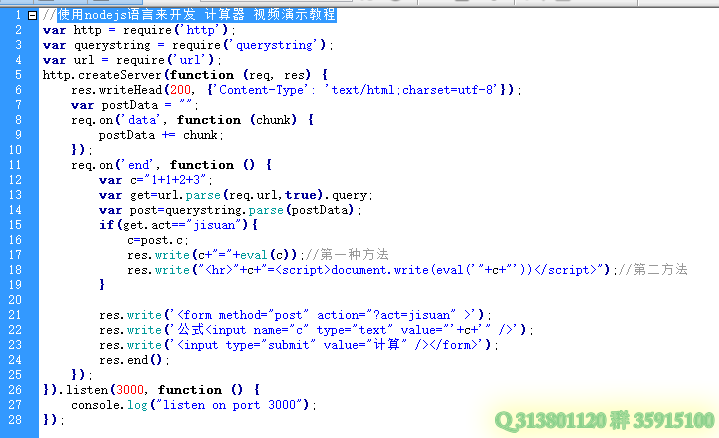 1 //使用nodejs语言来开发 计算器 视频演示教程
2 var http = require('http');
3 var querystring = require('querystring');
4 var url = require('url');
5 http.createServer(function (req, res) {
6 res.writeHead(200, {'Content-Type': 'text/html;charset=utf-8'});
7 var postData = "";
8 req.on('data', function (chunk) {
9 postData += chunk;
10 });
11 req.on('end', function () {
12 var c="1+1+2+3";
13 var get=url.parse(req.url,true).query;
14 var post=querystring.parse(postData);
15 if(get.act=="jisuan"){
16 c=post.c;
17 res.write(c+"="+eval(c));//第一种方法
18 res.write("<hr>"+c+"=<script>document.write(eval('"+c+"'))</script>");//第二方法
19 }
20
21 res.write('<form method="post" action="?act=jisuan" >');
22 res.write('公式<input name="c" type="text" value="'+c+'" />');
23 res.write('<input type="submit" value="计算" /></form>');
24 res.end();
25 });
26 }).listen(3000, function () {
27 console.log("listen on port 3000");
28 });
Q 313801120 群 35915100